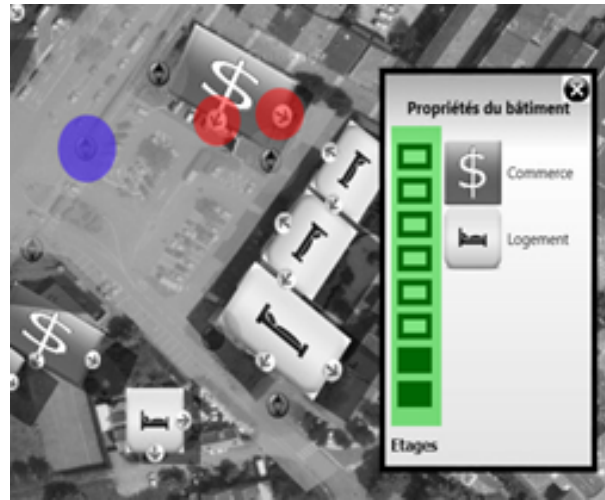 Propriétés du bâtiment
$
$
Commerce
Logement
$
Etages